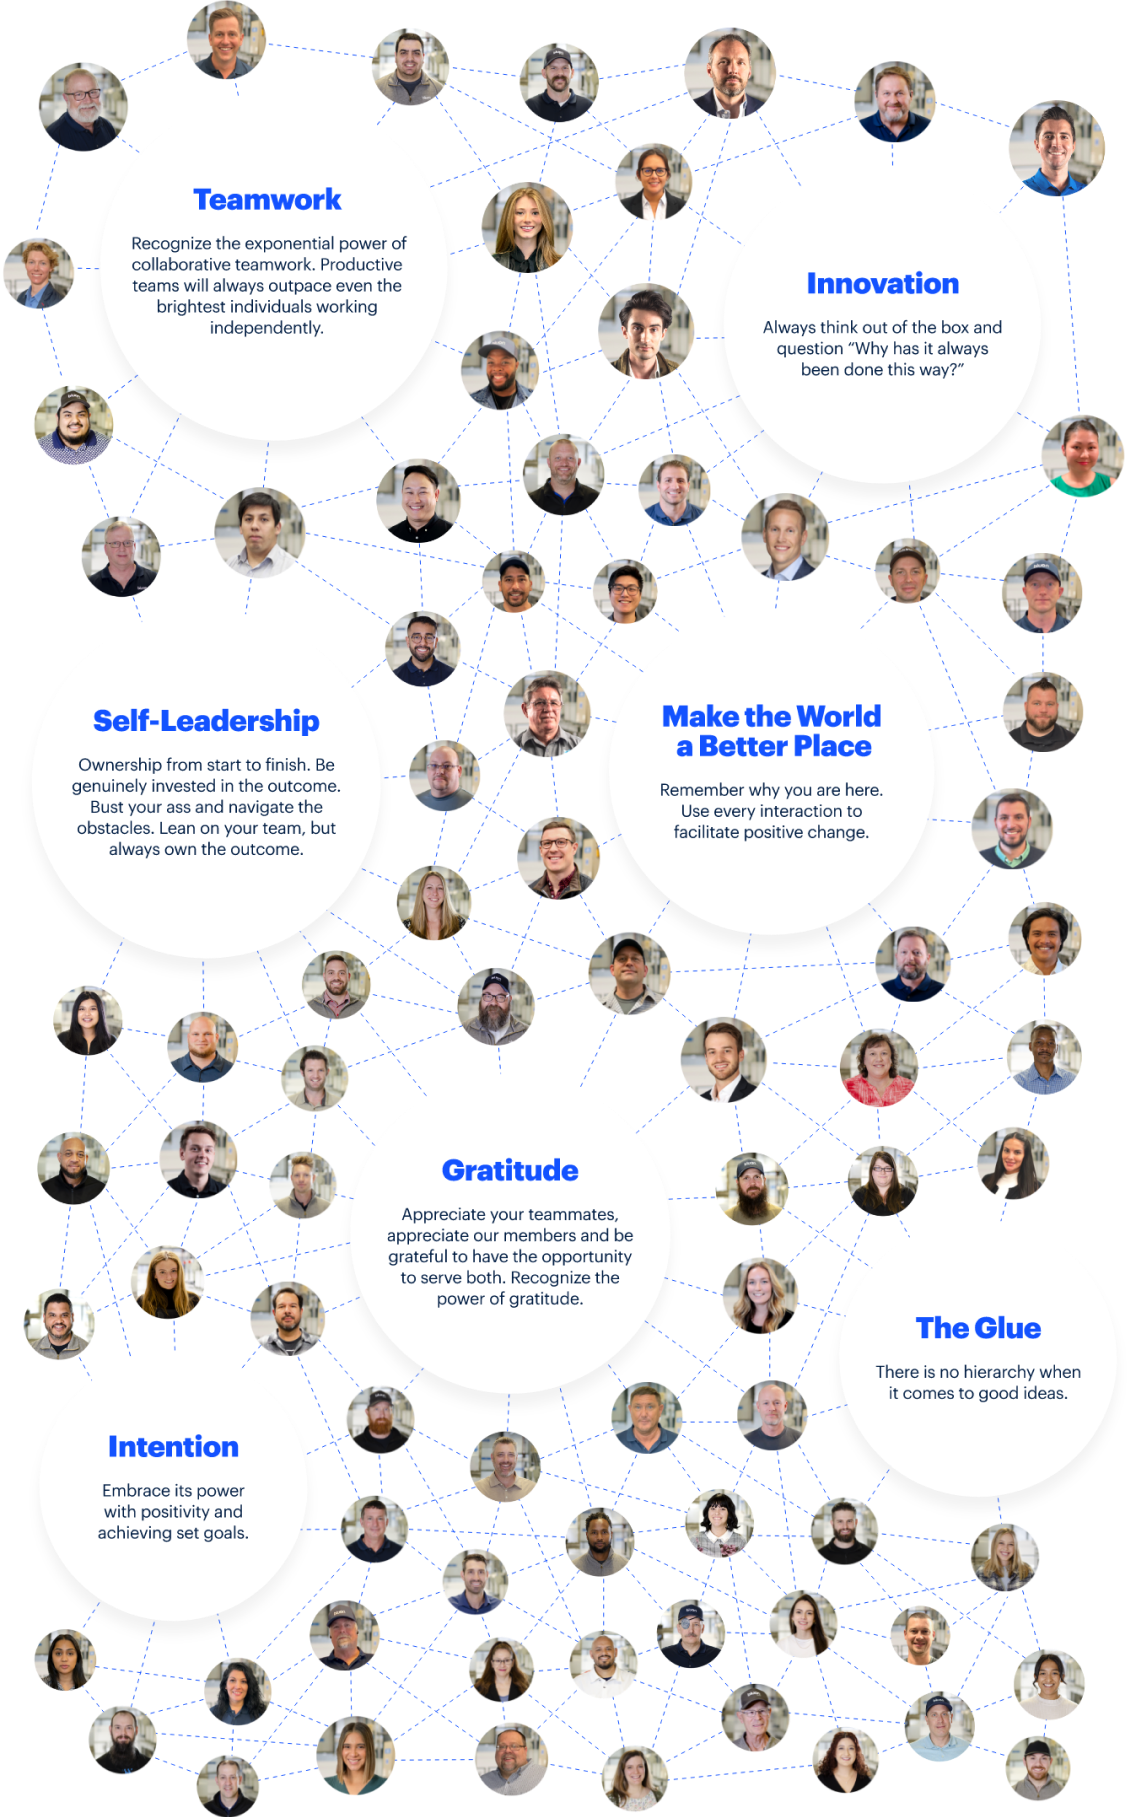 Teamwork
Recognize the exponential power of
collaborative teamwork. Productive
teams will always outpace even the
brightest individuals working
independently.
Innovation
Always think out of the box and
question “Why has it always
been done this way?”
Self-Leadership
Ownership from start to finish. Be
genuinely invested in the outcome.
Bust your ass and navigate the
obstacles. Lean on your team, but
always own the outcome.
Make the World
a Better Place
Remember why you are here.
Use every interaction to
facilitate positive change.
Gratitude
Appreciate your teammates,
appreciate our members and be
grateful to have the opportunity
to serve both. Recognize the
power of gratitude.
The Glue
There is no hierarchy when
it comes to good ideas.
Intention
Embrace its power
with positivity and
achieving set goals.